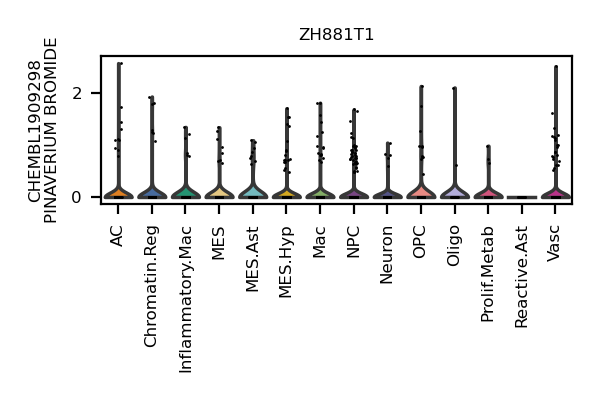 ZH881T1
CHEMBL1909298
PINAVERIUM BROMIDE
2
0
AC
Chromatin.Reg
Inflammatory.Mac
MES
MES.Ast
MES.Hyp
Mac
NPC
Neuron
OPC
Oligo
Prolif.Metab
Reactive.Ast
Vasc